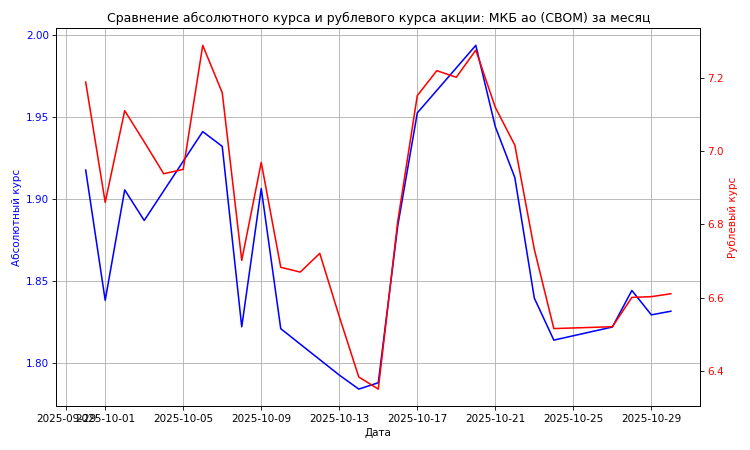 Сравнение абсолютного курса и рублевого курса акции: МКБ ао (CBOM) за месяц
2.00
1.95
1.90
1.85
1.80
Абсолютный курс
7.2
7.0
6.8
6.6
6.4
Рублевый курс
2025-09-29 2025-10-01 2025-10-05 2025-10-09 2025-10-13 2025-10-17 2025-10-21 2025-10-25 2025-10-29
Дата